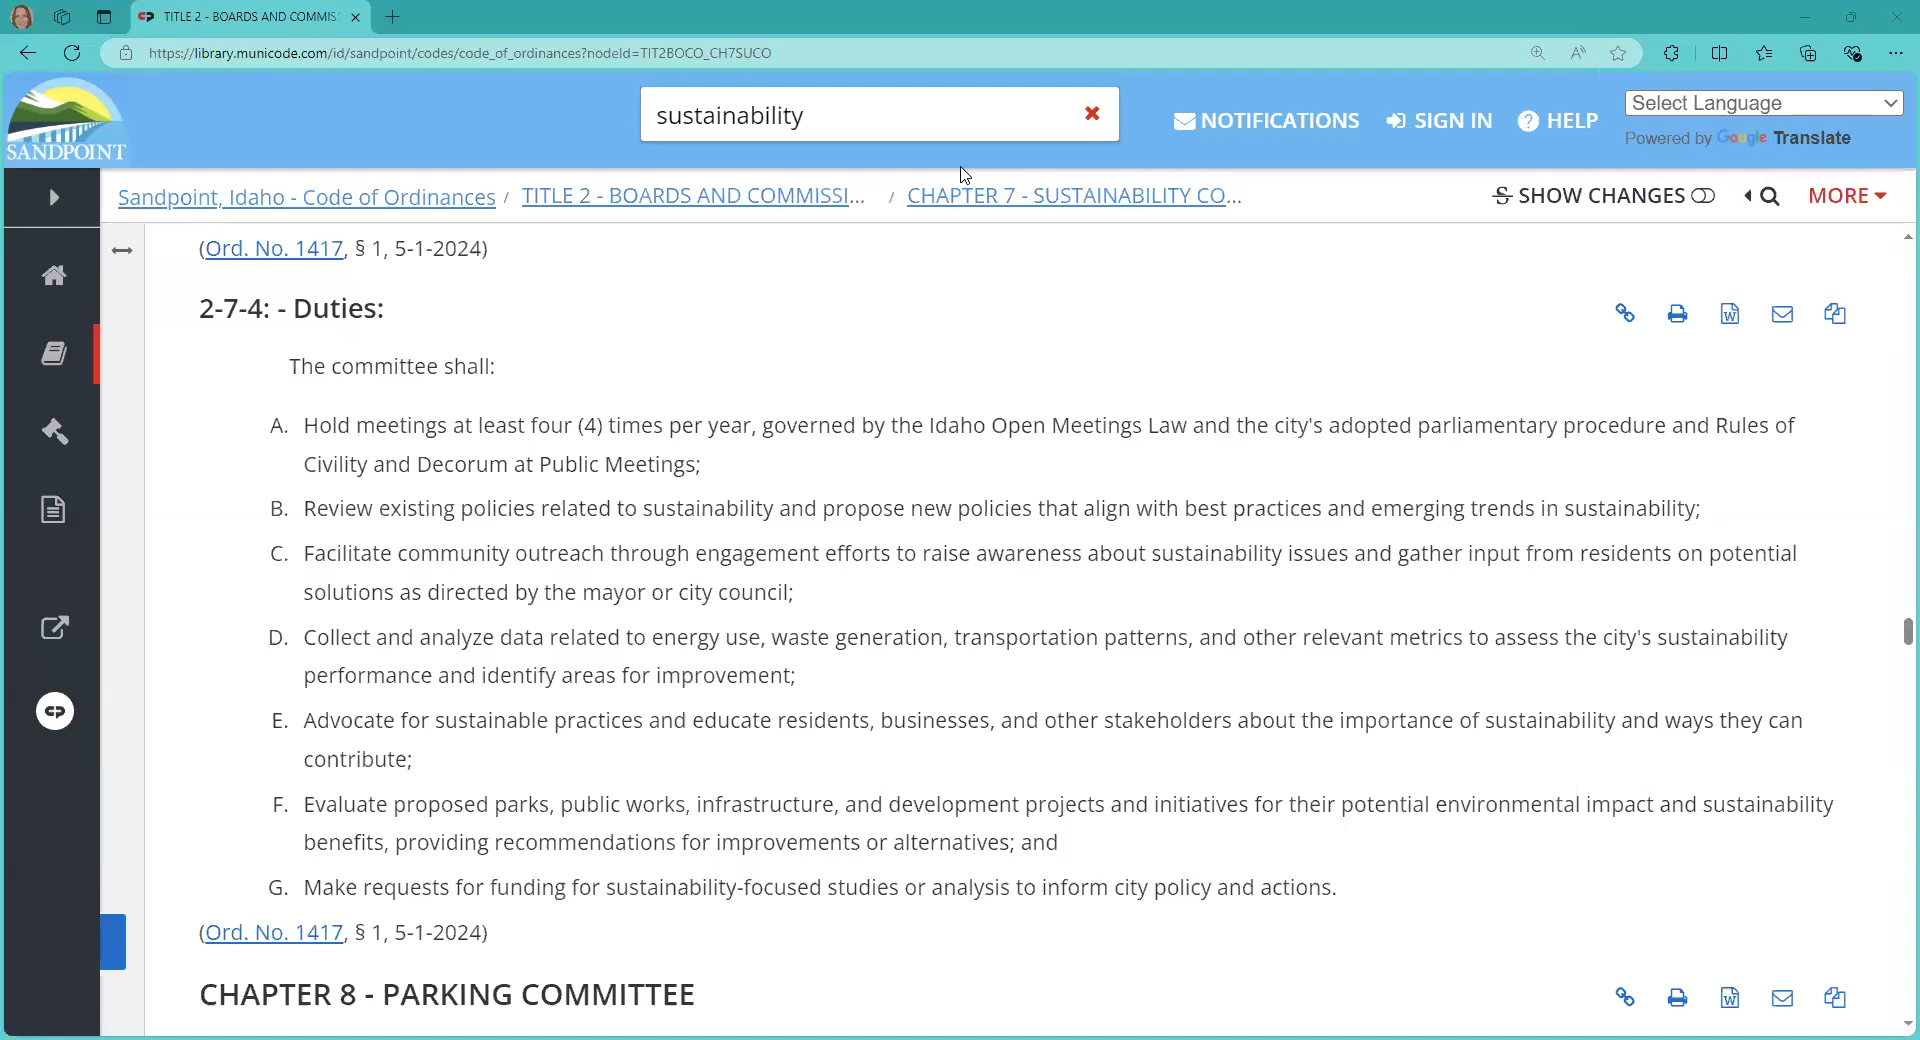 TITLE 2 - BOARDS AND COMMIS
https://library.municode.com/id/sandpoint/codes/code_of_ordinances?nodeId=TIT2BOCO_CH7SUCO
SANDPOINT
sustainability
NOTIFICATIONS
SIGN IN
HELP
Select Language
Powered by Google Translate
Sandpoint, Idaho - Code of Ordinances / TITLE 2 - BOARDS AND COMMISSI... / CHAPTER 7 - SUSTAINABILITY CO...
SHOW CHANGES
MORE
(Ord. No. 1417, § 1, 5-1-2024)
2-7-4: - Duties:
The committee shall:
A. Hold meetings at least four (4) times per year, governed by the Idaho Open Meetings Law and the city's adopted parliamentary procedure and Rules of
Civility and Decorum at Public Meetings;
B. Review existing policies related to sustainability and propose new policies that align with best practices and emerging trends in sustainability;
C. Facilitate community outreach through engagement efforts to raise awareness about sustainability issues and gather input from residents on potential
solutions as directed by the mayor or city council;
D. Collect and analyze data related to energy use, waste generation, transportation patterns, and other relevant metrics to assess the city's sustainability
performance and identify areas for improvement;
E. Advocate for sustainable practices and educate residents, businesses, and other stakeholders about the importance of sustainability and ways they can
contribute;
F. Evaluate proposed parks, public works, infrastructure, and development projects and initiatives for their potential environmental impact and sustainability
benefits, providing recommendations for improvements or alternatives; and
G. Make requests for funding for sustainability-focused studies or analysis to inform city policy and actions.
(Ord. No. 1417, § 1, 5-1-2024)
CHAPTER 8 - PARKING COMMITTEE